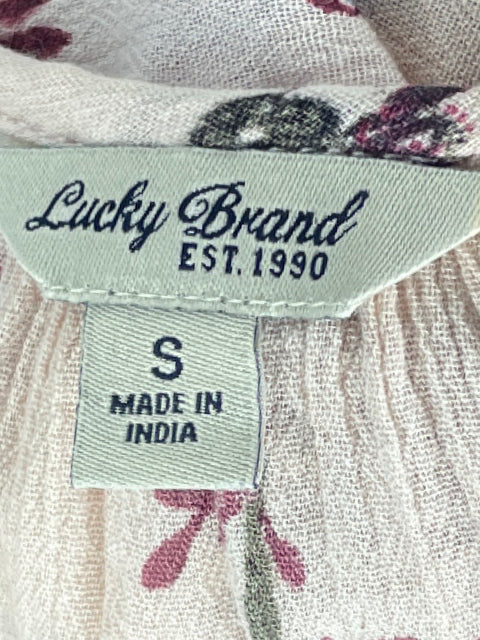 Lucky Brand
EST. 1990
S
MADE IN
INDIA